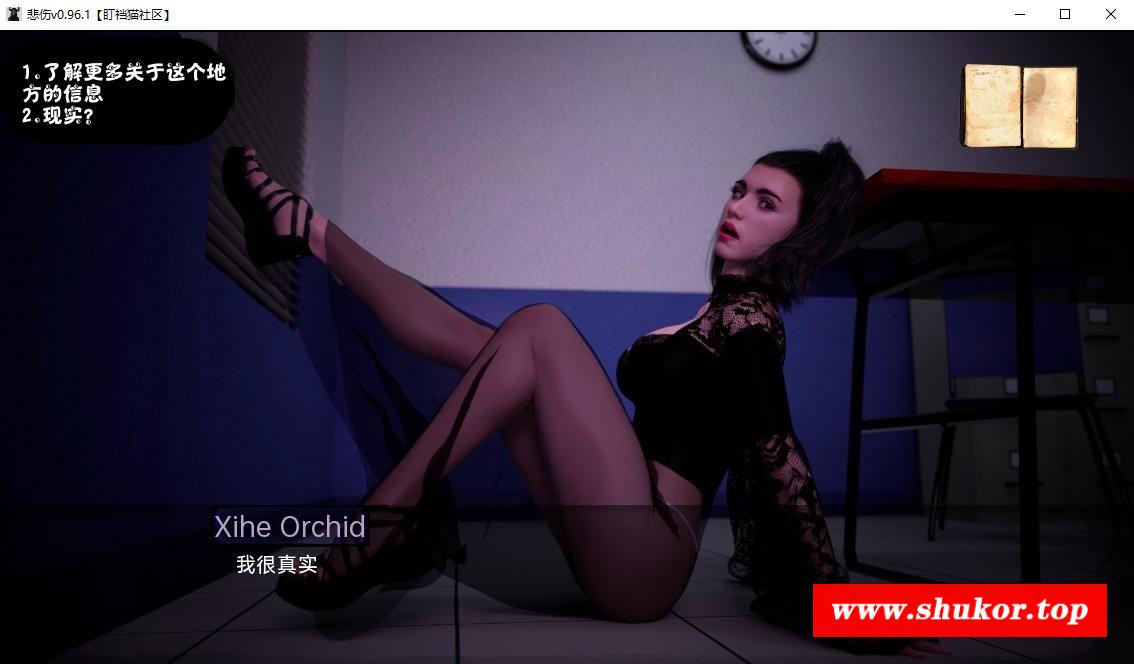 悲伤v0.96.1【盯裆猫社区】
1.了解更多关于这个地
方的信息
2.现实?
Xihe Orchid
我很真实
www.shukor.top